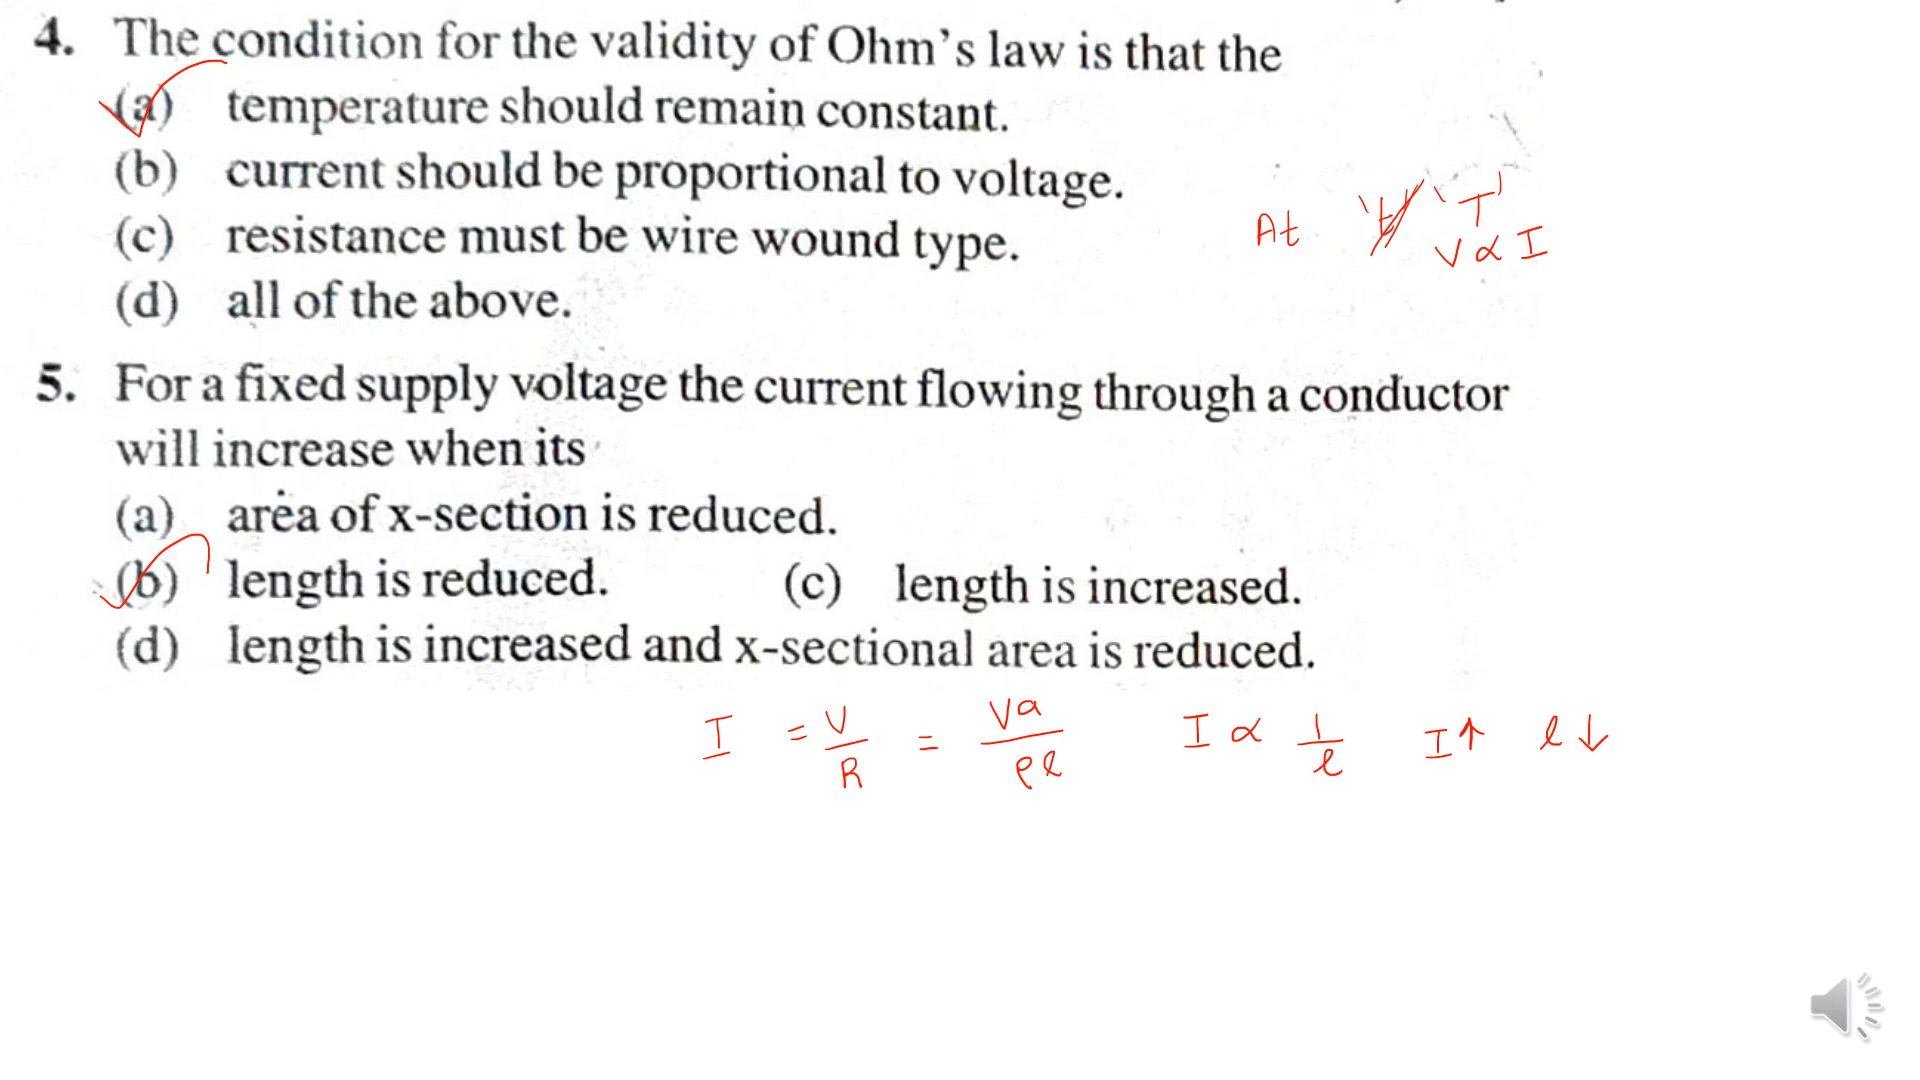 4. The condition for the validity of Ohm's law is that the
(a) temperature should remain constant.
(b) current should be proportional to voltage.
(c) resistance must be wire wound type.
At 'T'
V ∝ I
(d) all of the above.
5. For a fixed supply voltage the current flowing through a conductor
will increase when its
(a) area of x-section is reduced.
(b) length is reduced. (c) length is increased.
(d) length is increased and x-sectional area is reduced.
I = V/R = Va/ρl I ∝ 1/l I↑ l↓